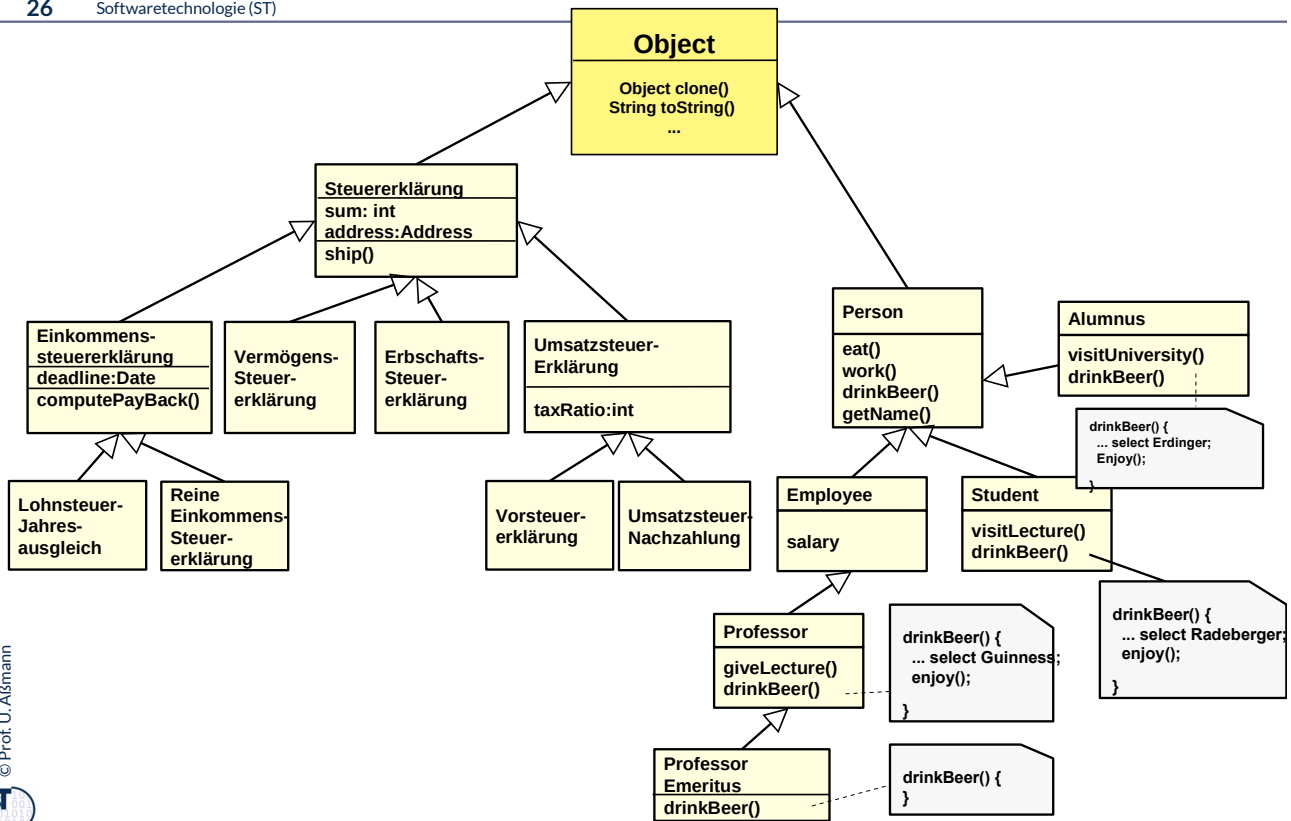 26 Softwaretechnologie (ST)
Object
Object clone()
String toString()
...
Steuererklärung
sum: int
address:Address
ship()
Einkommens-
steuererklärung
deadline:Date
computePayBack()
Vermögens-
Steuer-
erklärung
Erbschafts-
Steuer-
erklärung
Umsatzsteuer-
Erklärung
taxRatio:int
Person
eat()
work()
drinkBeer()
getName()
Alumnus
visitUniversity()
drinkBeer()
drinkBeer() {
... select Erdinger;
Enjoy();
}
Lohnsteuer-
Jahres-
ausgleich
Reine
Einkommens-
Steuer-
erklärung
Vorsteuer-
erklärung
Umsatzsteuer-
Nachzahlung
Employee
salary
Student
visitLecture()
drinkBeer()
drinkBeer() {
... select Radeberger;
enjoy();
}
Professor
giveLecture()
drinkBeer()
drinkBeer() {
... select Guinness;
enjoy();
}
Professor
Emeritus
drinkBeer()
drinkBeer() {
}
© Prof. U. Aßmann